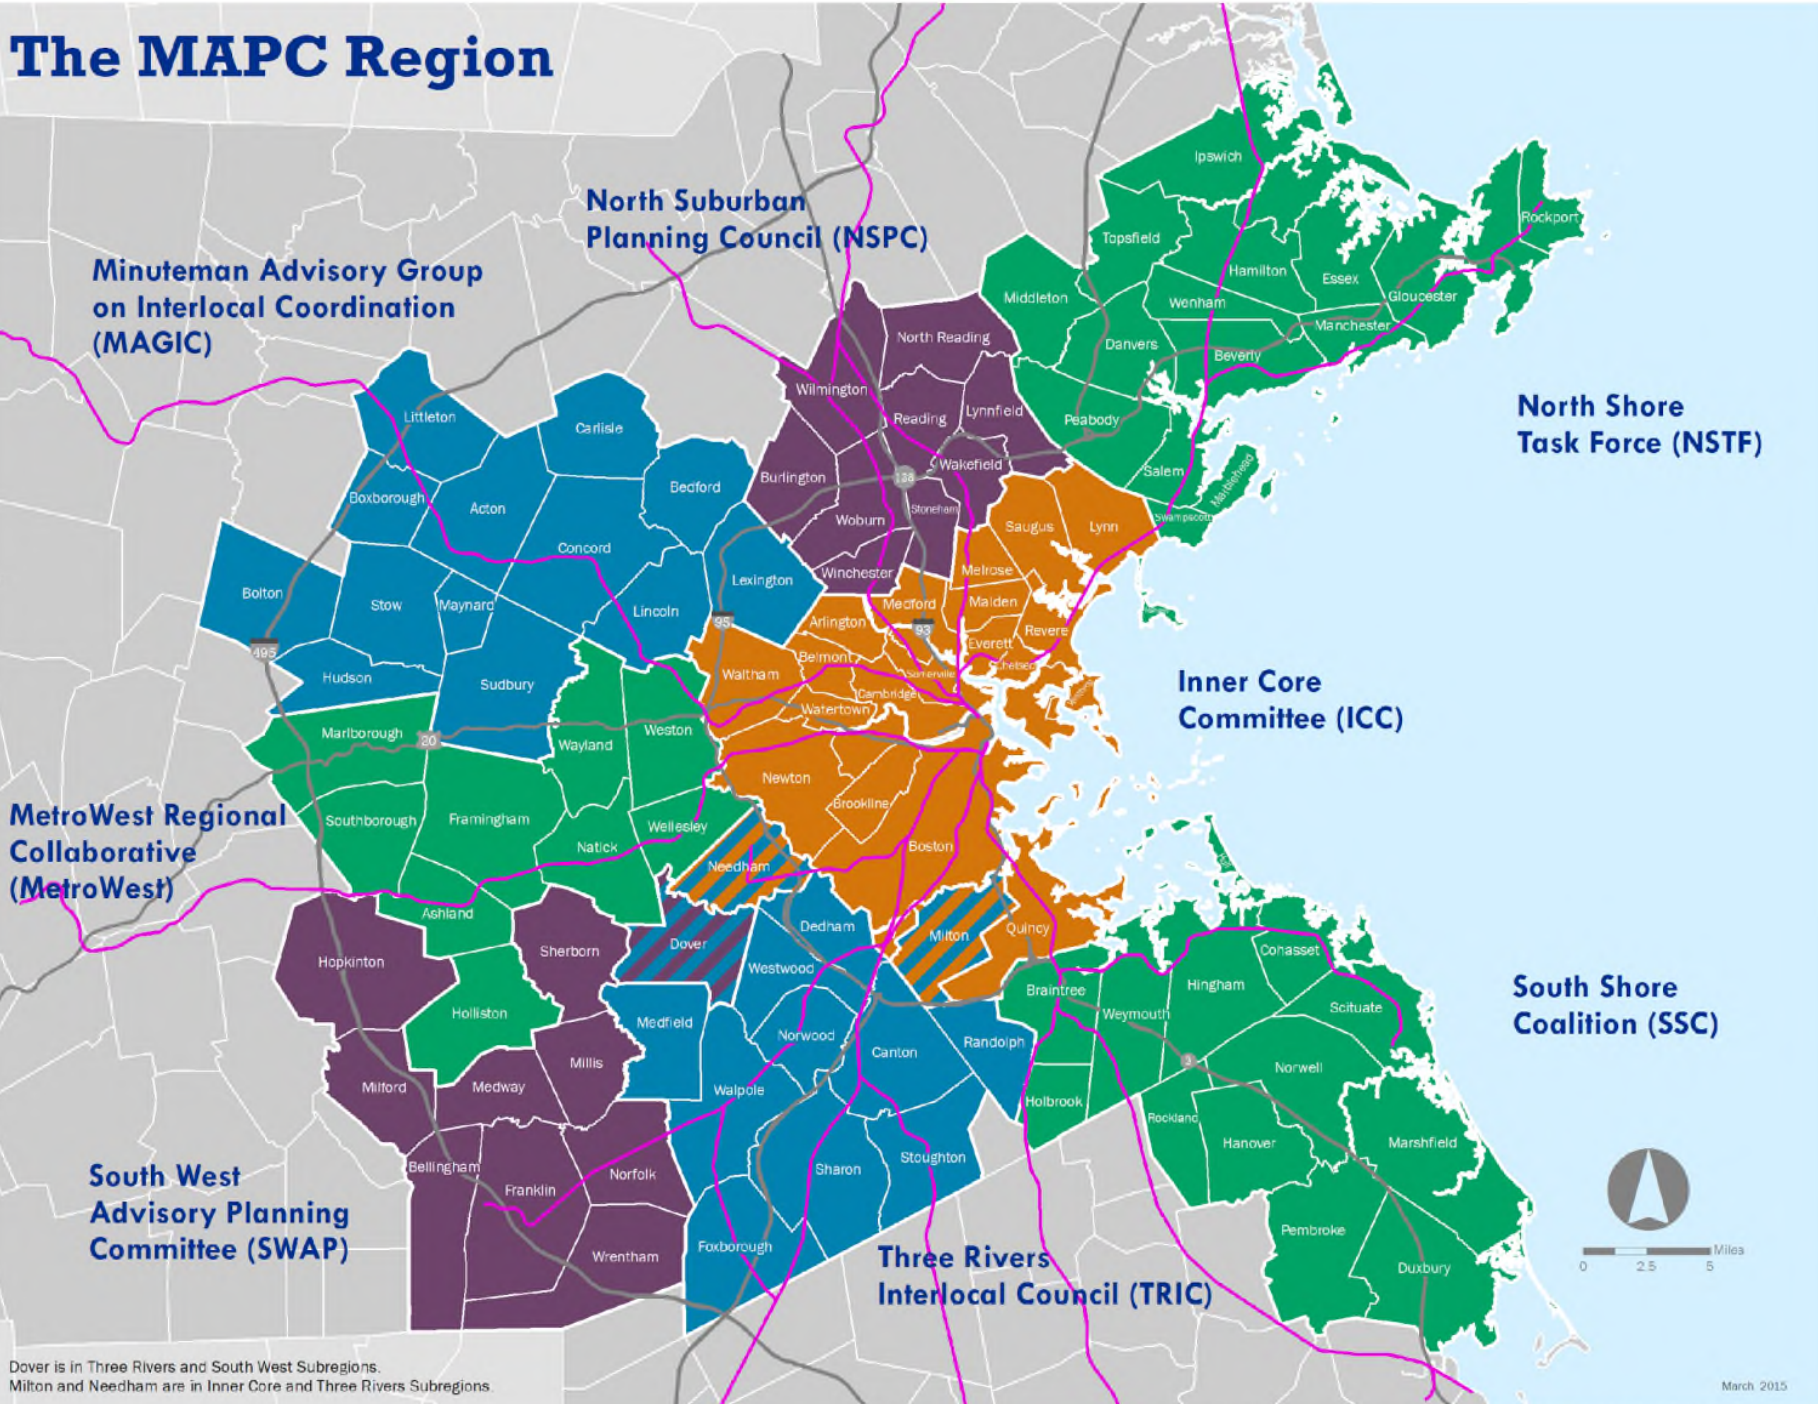 The MAPC Region
North Suburban
Planning Council (NSPC)
Minuteman Advisory Group
on Interlocal Coordination
(MAGIC)
North Shore
Task Force (NSTF)
Inner Core
Committee (ICC)
MetroWest Regional
Collaborative
(MetroWest)
South Shore
Coalition (SSC)
South West
Advisory Planning
Committee (SWAP)
Three Rivers
Interlocal Council (TRIC)
Ipswich
Rockport
Topsfield
Hamilton
Essex
Middleton
Wenham
Gloucester
Manchester
Danvers
Beverly
Peabody
Salem
Marblehead
Swampscott
North Reading
Wilmington
Reading
Lynnfield
Wakefield
Burlington
128
Stoneham
Woburn
Winchester
Littleton
Carlisle
Bedford
Boxborough
Acton
Concord
Lexington
Bolton
Stow
Maynard
Lincoln
95
495
Hudson
Sudbury
Saugus
Lynn
Melrose
Medford
Malden
Arlington
93
Revere
Everett
Belmont
Chelsea
Waltham
Somerville
Cambridge
Watertown
Newton
Brookline
Boston
Quincy
Marlborough
20
Weston
Wayland
Southborough
Framingham
Wellesley
Natick
Ashland
Holliston
Needham
Dover
Milton
Dedham
Westwood
Medfield
Norwood
Canton
Randolph
Walpole
Sharon
Stoughton
Foxborough
Hopkinton
Sherborn
Millis
Milford
Medway
Bellingham
Franklin
Norfolk
Wrentham
Hull
Cohasset
Hingham
Braintree
Weymouth
Scituate
3
Norwell
Holbrook
Rockland
Hanover
Marshfield
Pembroke
Duxbury
Miles
0 2.5 5
Dover is in Three Rivers and South West Subregions.
Milton and Needham are in Inner Core and Three Rivers Subregions.
March 2015